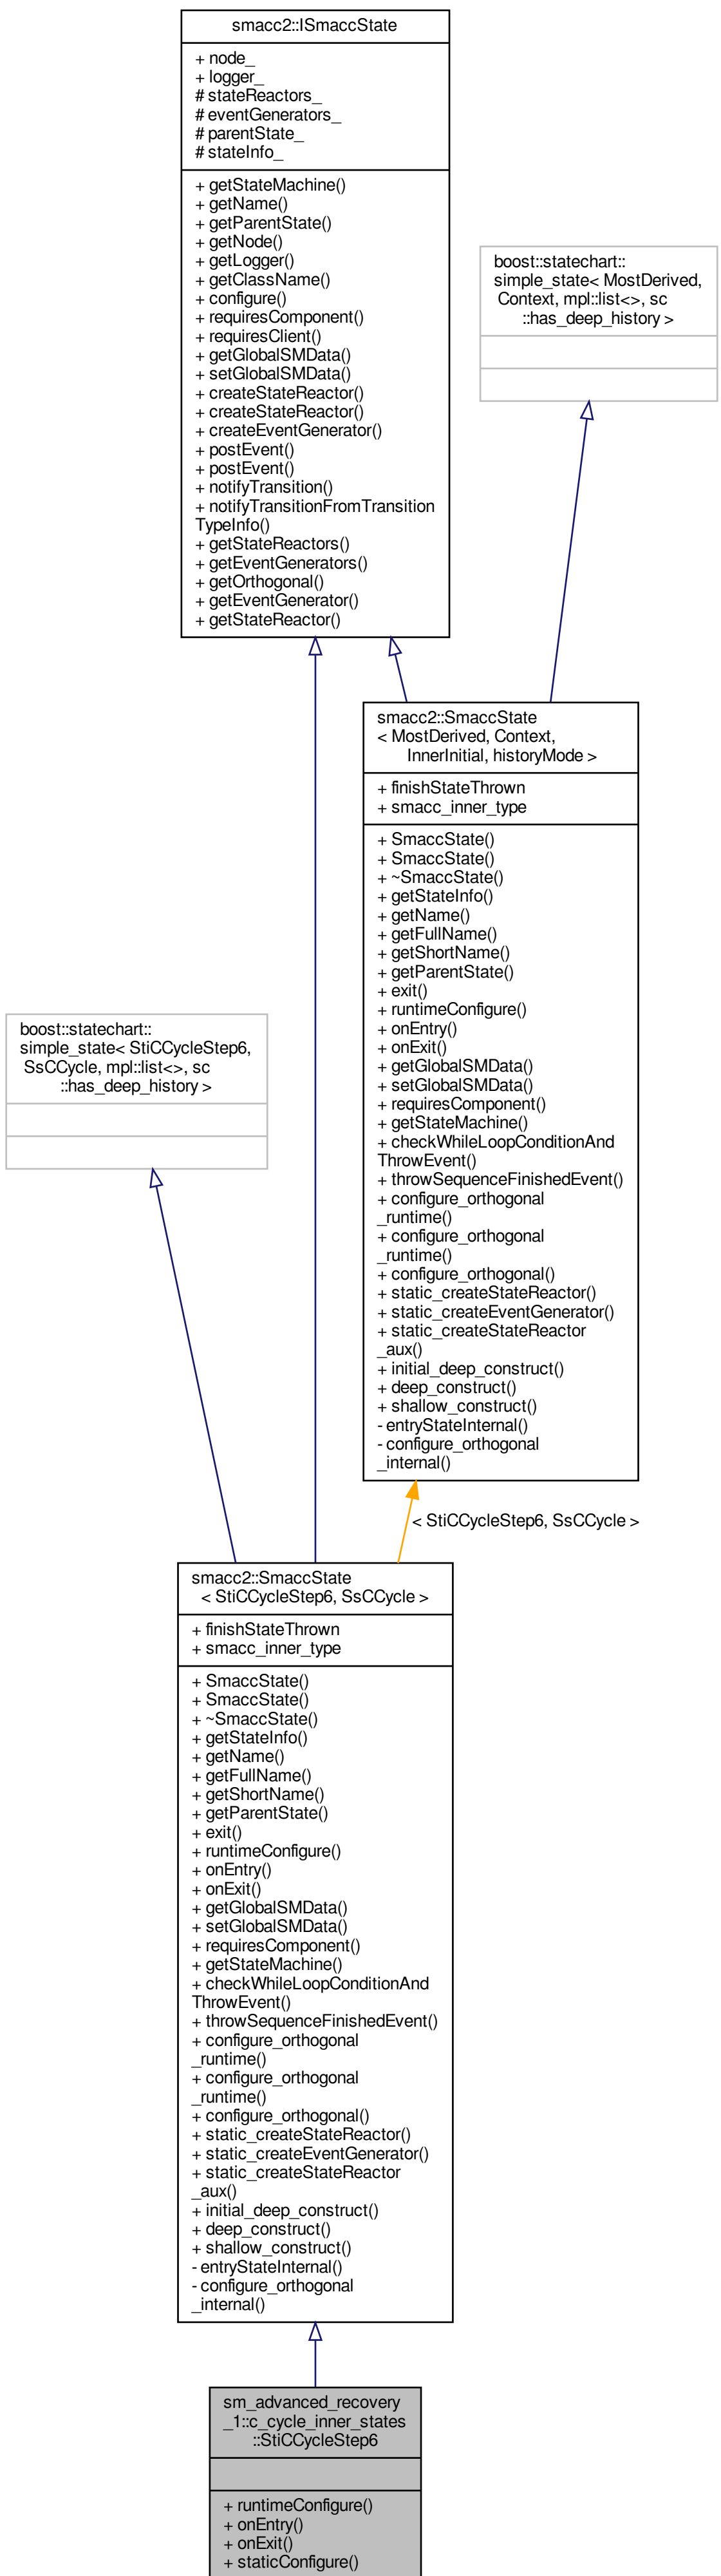 smacc2::ISmaccState
+ node_
+ logger_
# stateReactors_
# eventGenerators_
# parentState_
# stateInfo_
+ getStateMachine()
+ getName()
+ getParentState()
+ getNode()
+ getLogger()
+ getClassName()
+ configure()
+ requiresComponent()
+ requiresClient()
+ getGlobalSMData()
+ setGlobalSMData()
+ createStateReactor()
+ createStateReactor()
+ createEventGenerator()
+ postEvent()
+ postEvent()
+ notifyTransition()
+ notifyTransitionFromTransition
TypeInfo()
+ getStateReactors()
+ getEventGenerators()
+ getOrthogonal()
+ getEventGenerator()
+ getStateReactor()
boost::statechart::
simple_state< MostDerived,
Context, mpl::list<>, sc
::has_deep_history >
smacc2::SmaccState
< MostDerived, Context,
InnerInitial, historyMode >
+ finishStateThrown
+ smacc_inner_type
+ SmaccState()
+ SmaccState()
+ ~SmaccState()
+ getStateInfo()
+ getName()
+ getFullName()
+ getShortName()
+ getParentState()
+ exit()
+ runtimeConfigure()
+ onEntry()
+ onExit()
+ getGlobalSMData()
+ setGlobalSMData()
+ requiresComponent()
+ getStateMachine()
+ checkWhileLoopConditionAnd
ThrowEvent()
+ throwSequenceFinishedEvent()
+ configure_orthogonal
_runtime()
+ configure_orthogonal
_runtime()
+ configure_orthogonal()
+ static_createStateReactor()
+ static_createEventGenerator()
+ static_createStateReactor
_aux()
+ initial_deep_construct()
+ deep_construct()
+ shallow_construct()
- entryStateInternal()
- configure_orthogonal
_internal()
boost::statechart::
simple_state< StiCCycleStep6,
SsCCycle, mpl::list<>, sc
::has_deep_history >
< StiCCycleStep6, SsCCycle >
smacc2::SmaccState
< StiCCycleStep6, SsCCycle >
+ finishStateThrown
+ smacc_inner_type
+ SmaccState()
+ SmaccState()
+ ~SmaccState()
+ getStateInfo()
+ getName()
+ getFullName()
+ getShortName()
+ getParentState()
+ exit()
+ runtimeConfigure()
+ onEntry()
+ onExit()
+ getGlobalSMData()
+ setGlobalSMData()
+ requiresComponent()
+ getStateMachine()
+ checkWhileLoopConditionAnd
ThrowEvent()
+ throwSequenceFinishedEvent()
+ configure_orthogonal
_runtime()
+ configure_orthogonal
_runtime()
+ configure_orthogonal()
+ static_createStateReactor()
+ static_createEventGenerator()
+ static_createStateReactor
_aux()
+ initial_deep_construct()
+ deep_construct()
+ shallow_construct()
- entryStateInternal()
- configure_orthogonal
_internal()
sm_advanced_recovery
_1::c_cycle_inner_states
::StiCCycleStep6
+ runtimeConfigure()
+ onEntry()
+ onExit()
+ staticConfigure()